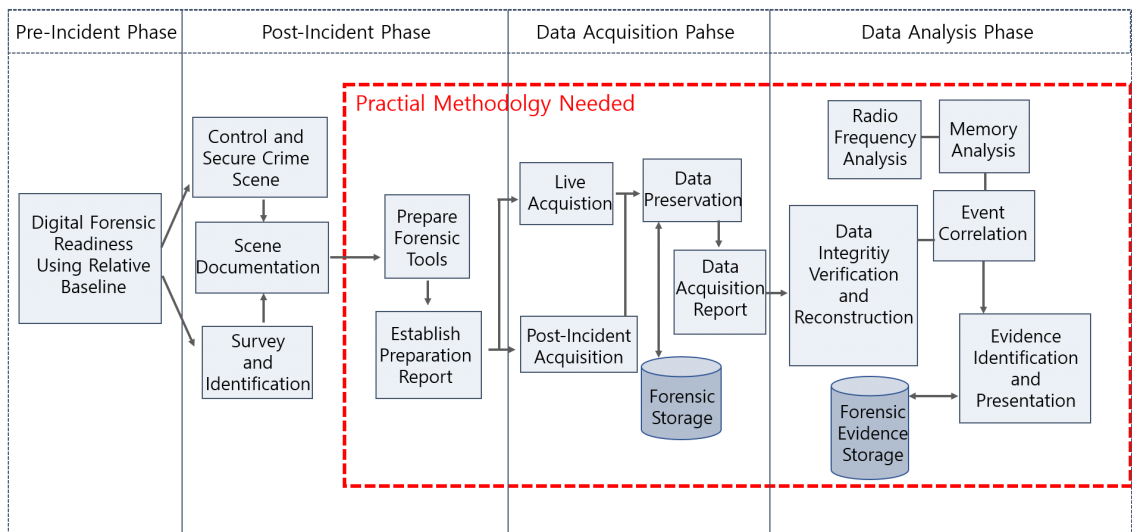 Pre-Incident Phase
Post-Incident Phase
Data Acquisition Pahse
Data Analysis Phase
Practial Methodolgy Needed
Digital Forensic
Readiness
Using Relative
Baseline
Control and
Secure Crime
Scene
Scene
Documentation
Survey
and
Identification
Prepare
Forensic
Tools
Establish
Preparation
Report
Live
Acquistion
Post-Incident
Acquisition
Data
Preservation
Data
Acquisition
Report
Forensic
Storage
Radio
Frequency
Analysis
Memory
Analysis
Event
Correlation
Data
Integritiy
Verification
and
Reconstruction
Evidence
Identification
and
Presentation
Forensic
Evidence
Storage